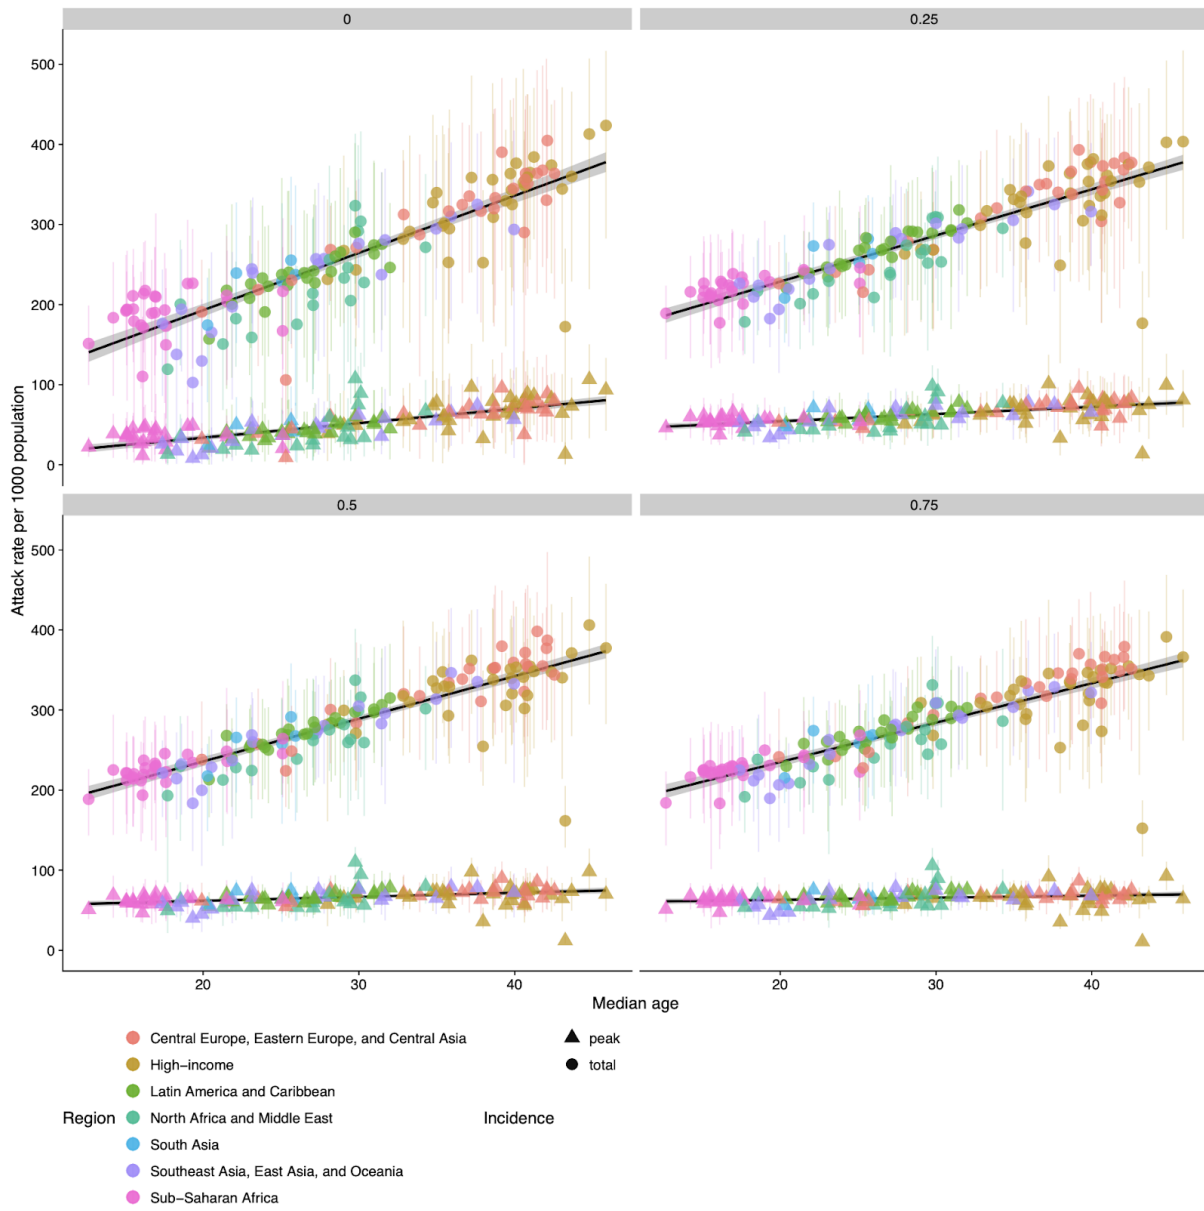 0
0.25
500
400
300
200
100
0
0.5
0.75
500
400
300
200
100
0
20
30
40
20
30
40
Attack rate per 1000 population
Median age
Region
Central Europe, Eastern Europe, and Central Asia
High−income
Latin America and Caribbean
North Africa and Middle East
South Asia
Southeast Asia, East Asia, and Oceania
Sub−Saharan Africa
Incidence
peak
total